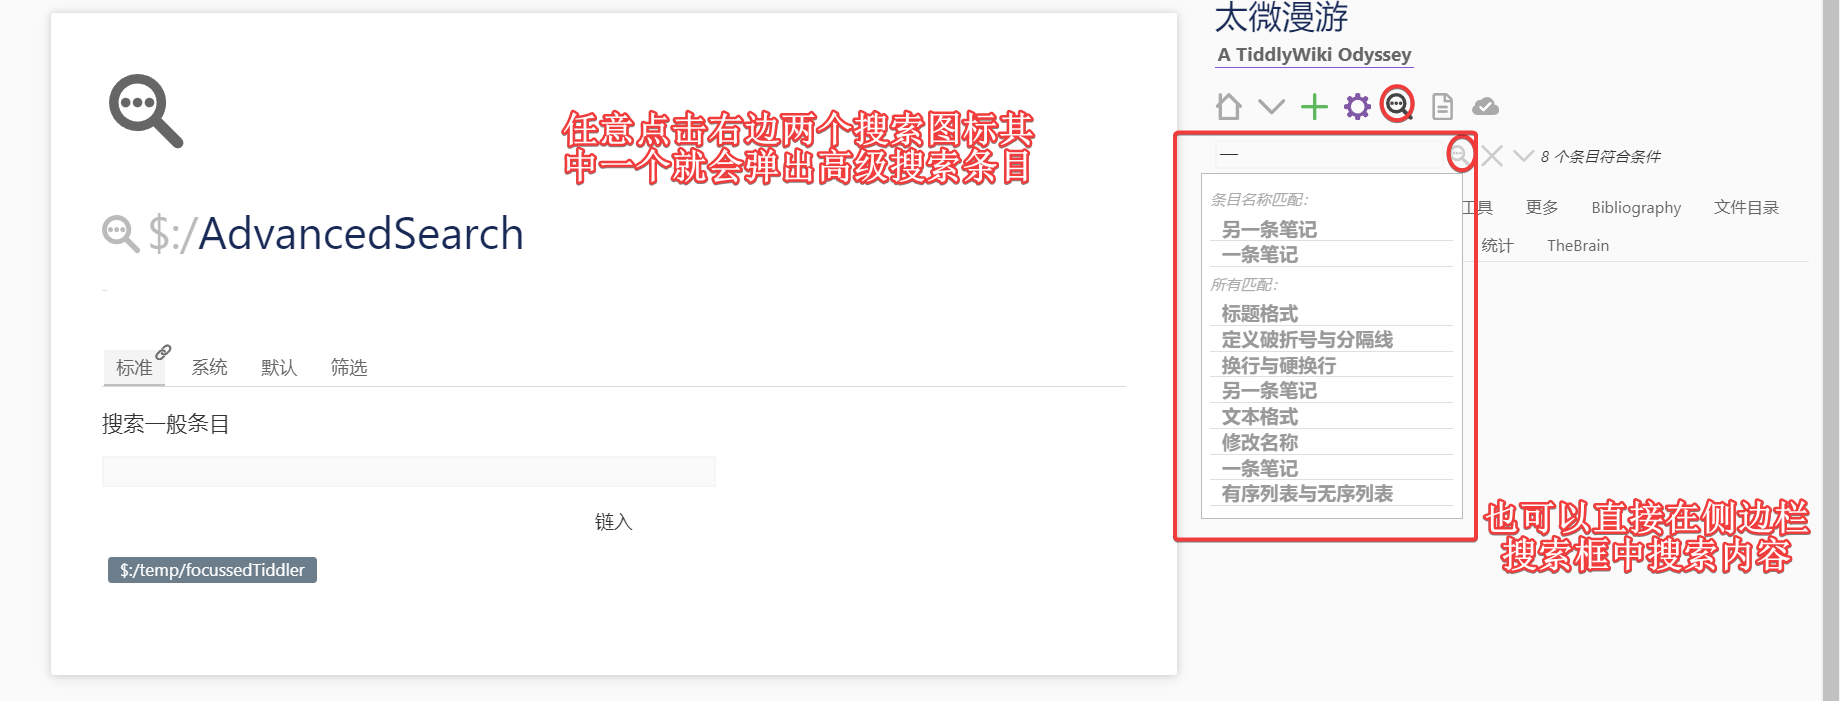 太微漫游
A TiddlyWiki Odyssey
任意点击右边两个搜索图标其
中一个就会弹出高级搜索条目
一
8 个条目符合条件
条目名称匹配：
另一条笔记
一条笔记
所有匹配：
标题格式
定义破折号与分隔线
换行与硬换行
另一条笔记
文本格式
修改名称
一条笔记
有序列表与无序列表
工具 更多 Bibliography 文件目录
统计 TheBrain
$:/AdvancedSearch
标准 系统 默认 筛选
搜索一般条目
链入
$:/temp/focussedTiddler
也可以直接在侧边栏
搜索框中搜索内容